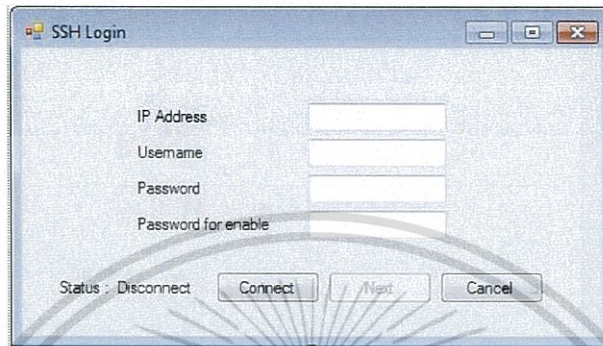 SSH Login
IP Address
Username
Password
Password for enable
Status : Disconnect Connect Next Cancel